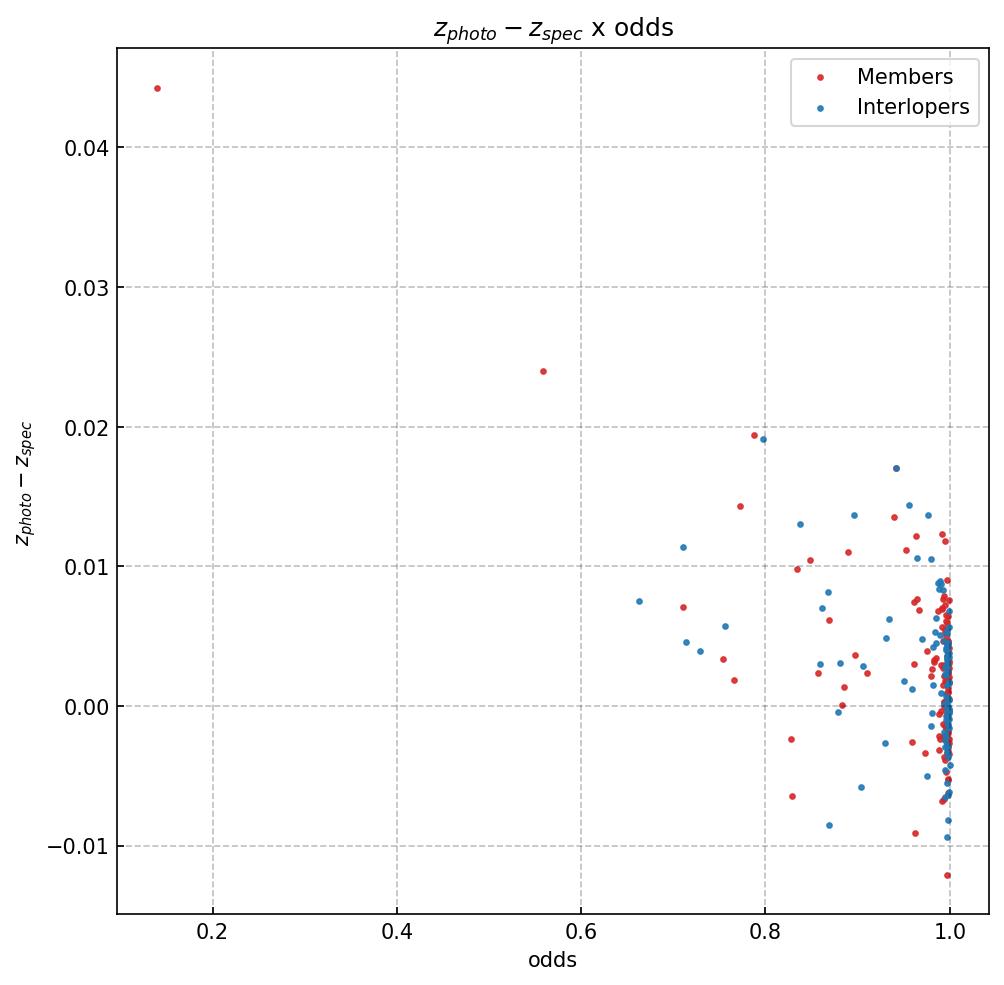 z_photo − z_spec x odds
Members
Interlopers
0.04
0.03
0.02
0.01
0.00
−0.01
z_photo − z_spec
0.2 0.4 0.6 0.8 1.0
odds